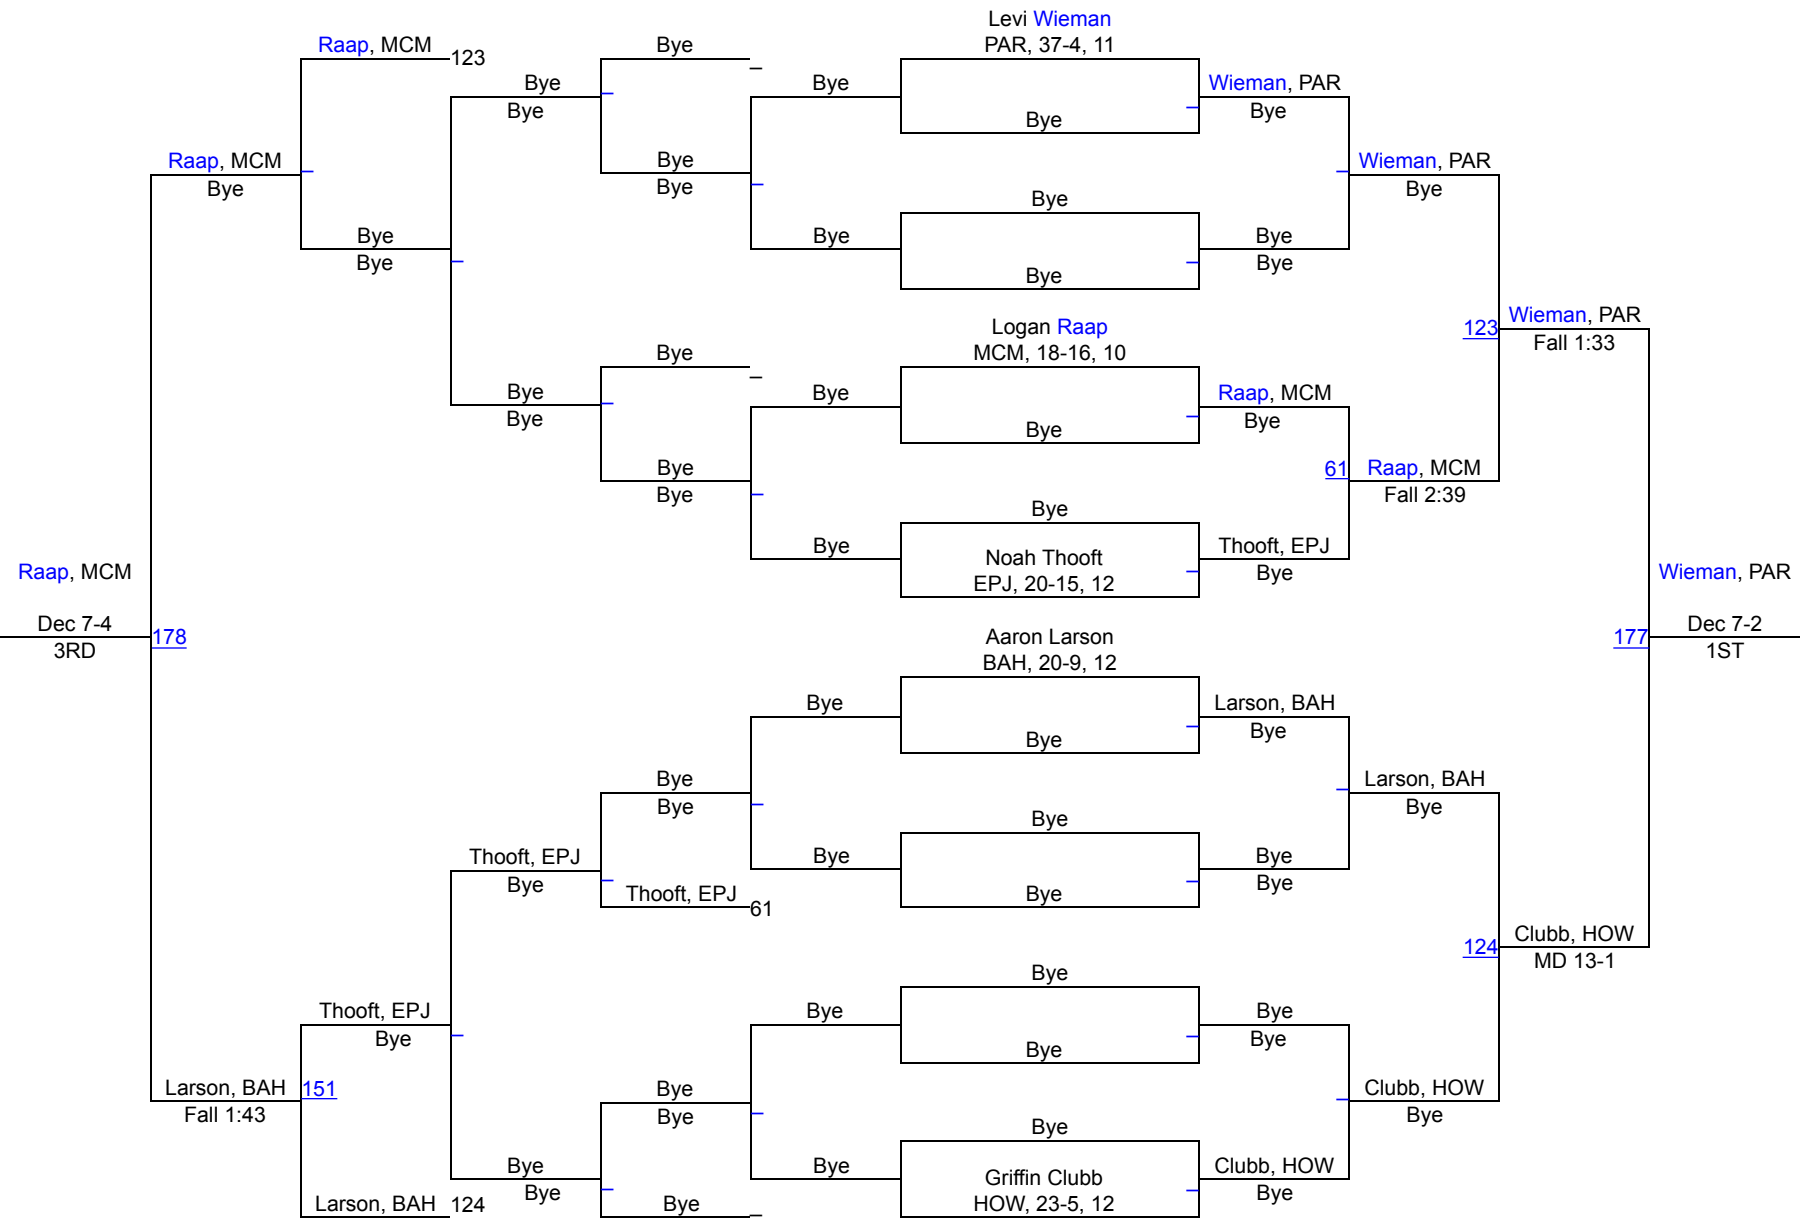 Levi Wieman
PAR, 37-4, 11
Raap, MCM
123
Bye
Bye
Bye
Bye
Wieman, PAR
Bye
Bye
Raap, MCM
Bye
Bye
Bye
Wieman, PAR
Bye
Bye
Bye
Bye
Bye
Bye
Bye
Bye
Bye
Logan Raap
MCM, 18-16, 10
123
Wieman, PAR
Fall 1:33
Bye
Bye
Bye
Bye
Raap, MCM
Bye
Bye
Bye
Bye
61
Raap, MCM
Fall 2:39
Bye
Bye
Noah Thooft
EPJ, 20-15, 12
Thooft, EPJ
Bye
Raap, MCM
Dec 7-4
3RD
178
Wieman, PAR
177
Dec 7-2
1ST
Aaron Larson
BAH, 20-9, 12
Bye
Bye
Larson, BAH
Bye
Bye
Bye
Larson, BAH
Bye
Bye
Thooft, EPJ
Bye
Bye
Bye
Bye
Bye
Thooft, EPJ
61
124
Clubb, HOW
MD 13-1
Bye
Thooft, EPJ
Bye
Bye
Bye
Bye
Bye
Larson, BAH
Fall 1:43
151
Bye
Bye
Clubb, HOW
Bye
Bye
Bye
Bye
Bye
Griffin Clubb
HOW, 23-5, 12
Clubb, HOW
Bye
Larson, BAH
124
Bye